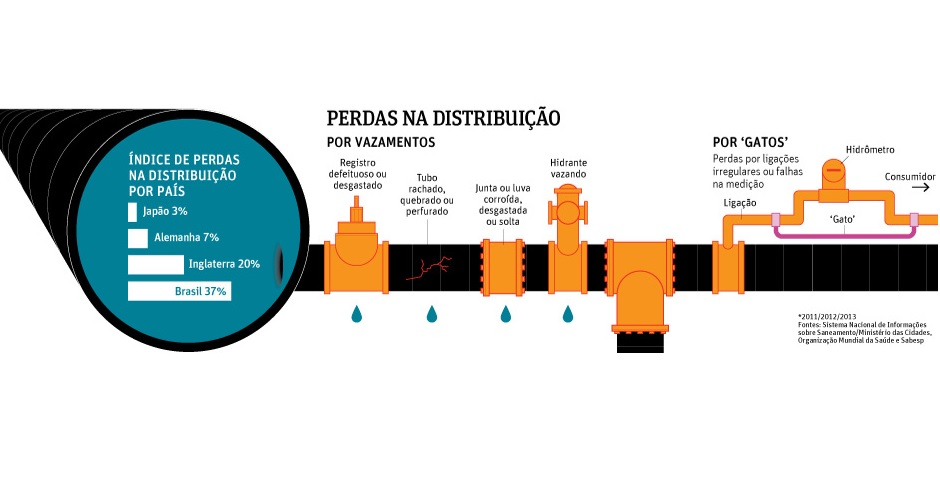 PERDAS NA DISTRIBUIÇÃO
ÍNDICE DE PERDAS
NA DISTRIBUIÇÃO
POR PAÍS
Japão 3%
Alemanha 7%
Inglaterra 20%
Brasil 37%
POR VAZAMENTOS
Registro
defeituoso ou
desgastado
Tubo
rachado,
quebrado ou
perfurado
Junta ou luva
corroída,
desgastada
ou solta
Hidrante
vazando
POR ‘GATOS’
Perdas por ligações
irregulares ou falhas
na medição
Ligação
Hidrômetro
Consumidor
‘Gato’
*2011/2012/2013
Fontes: Sistema Nacional de Informações
sobre Saneamento/Ministério das Cidades,
Organização Mundial da Saúde e Sabesp